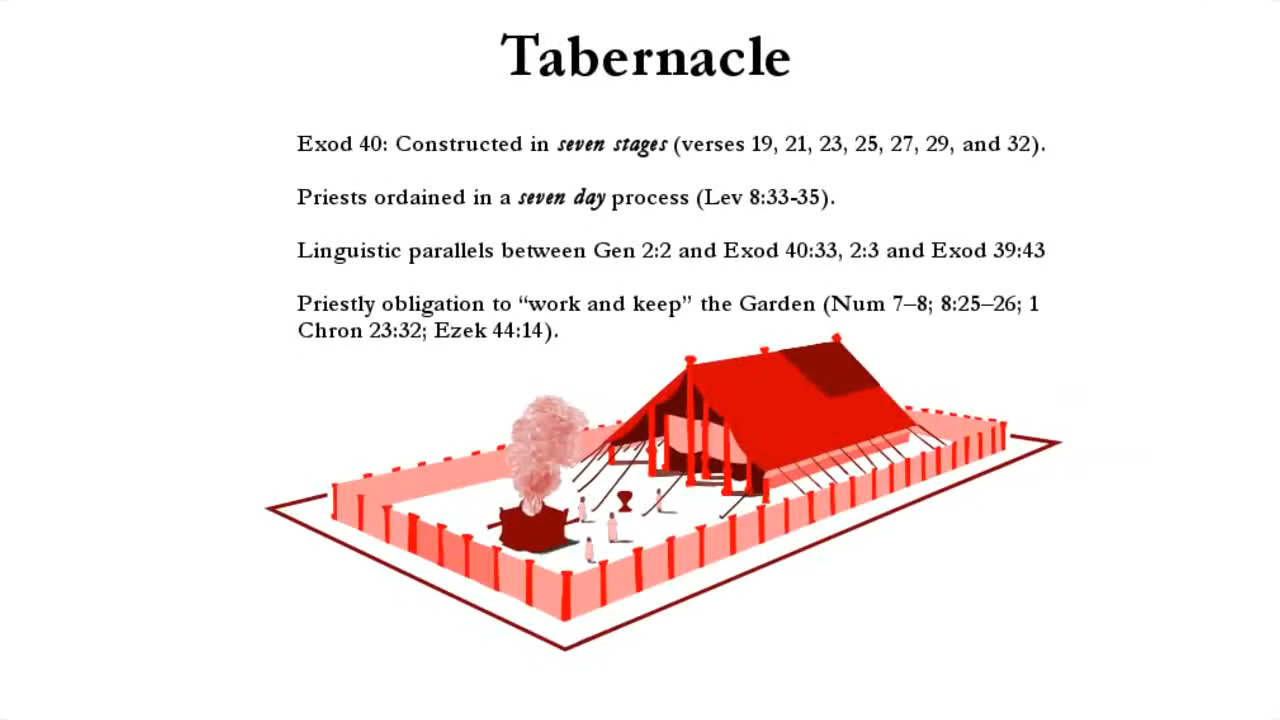 Tabernacle
Exod 40: Constructed in seven stages (verses 19, 21, 23, 25, 27, 29, and 32).
Priests ordained in a seven day process (Lev 8:33-35).
Linguistic parallels between Gen 2:2 and Exod 40:33, 2:3 and Exod 39:43
Priestly obligation to “work and keep” the Garden (Num 7–8; 8:25–26; 1
Chron 23:32; Ezek 44:14).